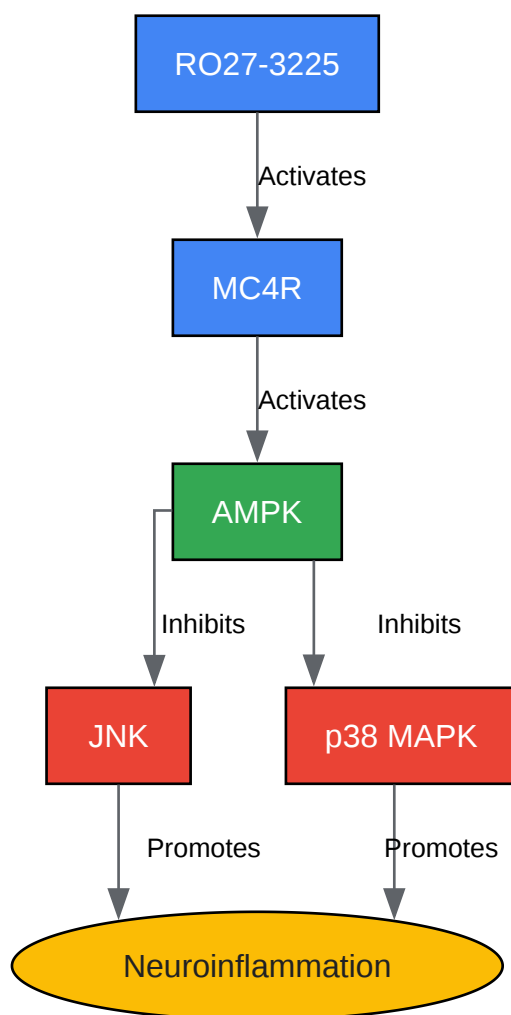 RO27-3225
Activates
MC4R
Activates
AMPK
Inhibits
Inhibits
JNK
p38 MAPK
Promotes
Promotes
Neuroinflammation